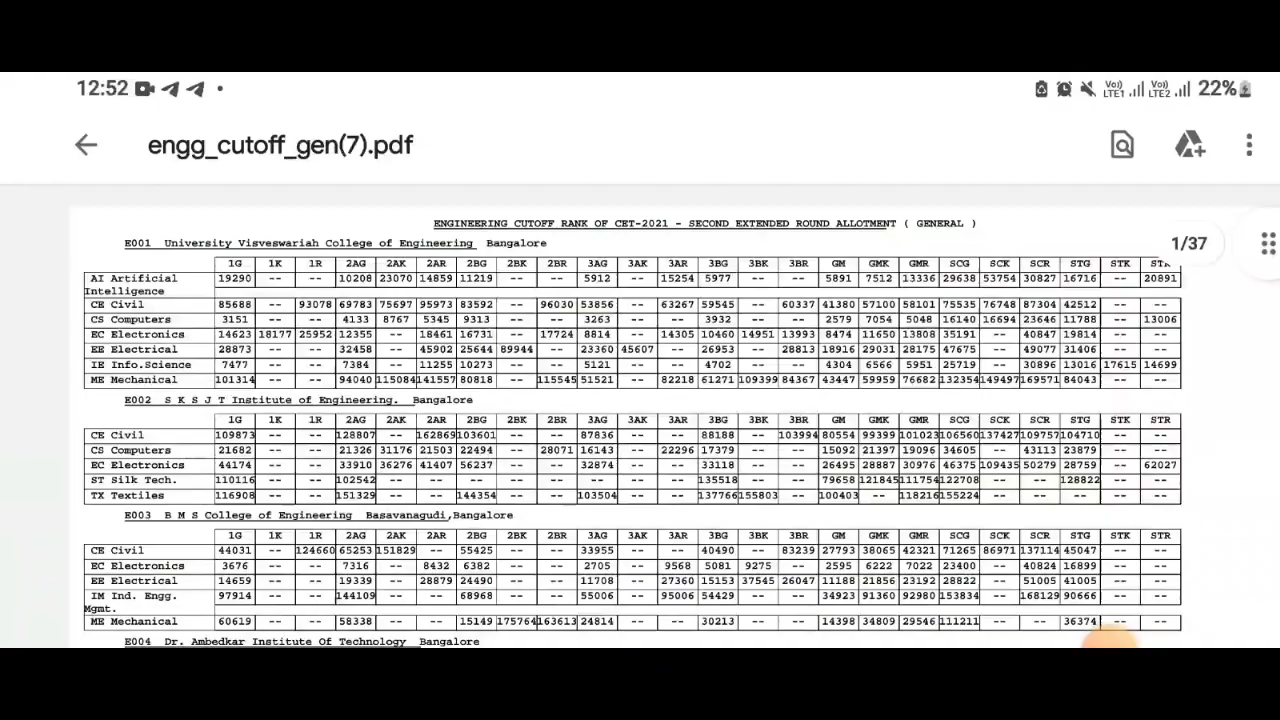 12:52 Vo) LTE1 Vo) LTE2 22%
engg_cutoff_gen(7).pdf
ENGINEERING CUTOFF RANK OF CET-2021 - SECOND EXTENDED ROUND ALLOTMENT ( GENERAL )
1/37
E001 University Visveswariah College of Engineering Bangalore
1G 1K 1R 2AG 2AK 2AR 2BG 2BK 2BR 3AG 3AK 3AR 3BG 3BK 3BR GM GMK GMR SCG SCK SCR STG STK STR
AI Artificial Intelligence 19290 -- -- 10208 23070 14859 11219 -- -- 5912 -- 15254 5977 -- -- 5891 7512 13336 29638 53754 30827 16716 -- 20891
CE Civil 85688 -- 93078 69783 75697 95973 83592 -- 96030 53856 -- 63267 59545 -- 60337 41380 57100 58101 75535 76748 87304 42512 -- --
CS Computers 3151 -- -- 4133 8767 5345 9313 -- -- 3263 -- -- 3932 -- -- 2579 7054 5048 16140 16694 23646 11788 -- 13006
EC Electronics 14623 18177 25952 12355 -- 18461 16731 -- 17724 8814 -- 14305 10460 14951 13993 8474 11650 13808 35191 -- 40847 19814 -- --
EE Electrical 28873 -- -- 32458 -- 45902 25644 89944 -- 23360 45607 -- 26953 -- 28813 18916 29031 28175 47675 -- 49077 31406 -- --
IE Info.Science 7477 -- -- 7384 -- 11255 10273 -- -- 5121 -- -- 4702 -- -- 4304 6566 5951 25719 -- 30896 13016 17615 14699
ME Mechanical 101314 -- -- 94040 115084 141557 80818 -- 115545 51521 -- 82218 61271 109399 84367 43447 59959 76682 132354 149497 169571 84043 -- --
E002 S K S J T Institute of Engineering. Bangalore
1G 1K 1R 2AG 2AK 2AR 2BG 2BK 2BR 3AG 3AK 3AR 3BG 3BK 3BR GM GMK GMR SCG SCK SCR STG STK STR
CE Civil 109873 -- -- 128807 -- 162869 103601 -- -- 87836 -- -- 88188 -- 103994 80554 99399 101023 106560 137427 109757 104710 -- --
CS Computers 21682 -- -- 21326 31176 21503 22494 -- 28071 16143 -- 22296 17379 -- -- 15092 21397 19096 34605 -- 43113 23879 -- --
EC Electronics 44174 -- -- 33910 36276 41407 56237 -- -- 32874 -- -- 33118 -- -- 26495 28887 30976 46375 109435 50279 28759 -- 62027
ST Silk Tech. 110116 -- -- 102542 -- -- -- -- -- -- -- -- 135518 -- -- 79658 121845 111754 122708 -- -- 128822 -- --
TX Textiles 116908 -- -- 151329 -- -- 144354 -- -- 103504 -- -- 137766 155803 -- 100403 -- 118216 155224 -- -- -- -- --
E003 B M S College of Engineering Basavanagudi,Bangalore
1G 1K 1R 2AG 2AK 2AR 2BG 2BK 2BR 3AG 3AK 3AR 3BG 3BK 3BR GM GMK GMR SCG SCK SCR STG STK STR
CE Civil 44031 -- 124660 65253 151829 -- 55425 -- -- 33955 -- -- 40490 -- 83239 27793 38065 42321 71265 86971 137114 45047 -- --
EC Electronics 3676 -- -- 7316 -- 8432 6382 -- -- 2705 -- 9568 5081 9275 -- 2595 6222 7022 23400 -- 40824 16899 -- --
EE Electrical 14659 -- -- 19339 -- 28879 24490 -- -- 11708 -- 27360 15153 37545 26047 11188 21856 23192 28822 -- 51005 41005 -- --
IM Ind. Engg. Mgmt. 97914 -- -- 144109 -- -- 68968 -- -- 55006 -- 95006 54429 -- -- 34923 91360 92980 153834 -- 168129 90666 -- --
ME Mechanical 60619 -- -- 58338 -- -- 15149 175764 163613 24814 -- -- 30213 -- -- 14398 34809 29546 111211 -- -- 36374 -- --
E004 Dr. Ambedkar Institute Of Technology Bangalore